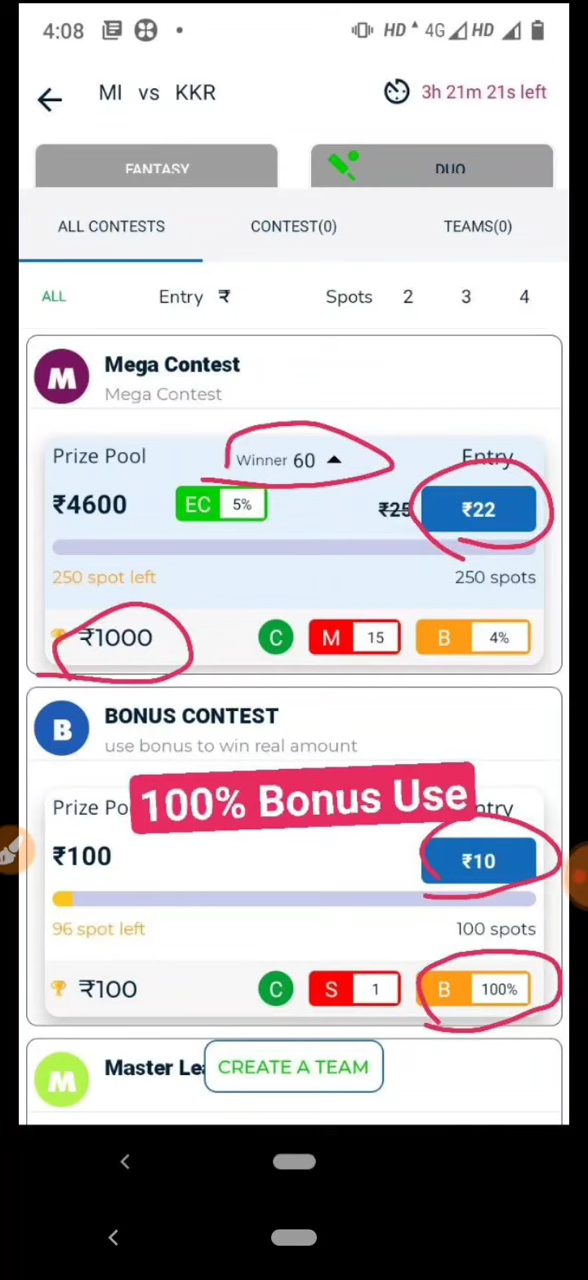 4:08 HD 4G HD
MI vs KKR 3h 21m 21s left
FANTASY DUO
ALL CONTESTS CONTEST(0) TEAMS(0)
ALL Entry ₹ Spots 2 3 4
M Mega Contest
Mega Contest
Prize Pool Winner 60 Entry
₹4600 EC 5% ₹25 ₹22
250 spot left 250 spots
₹1000 C M 15 B 4%
B BONUS CONTEST
use bonus to win real amount
Prize Po 100% Bonus Use ntry
₹100 ₹10
96 spot left 100 spots
₹100 C S 1 B 100%
M Master Le CREATE A TEAM